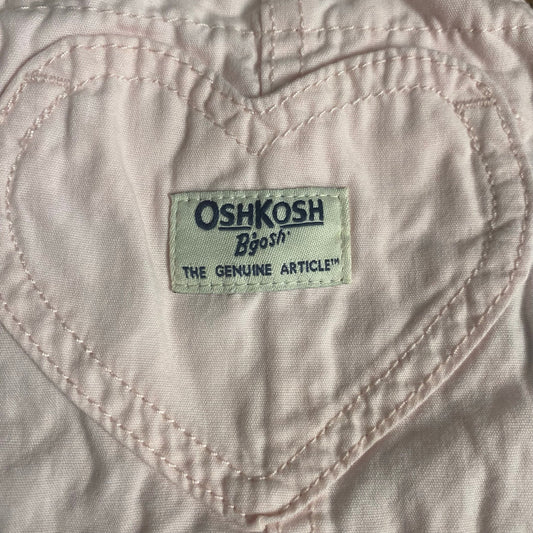 OSHKOSH
B'gosh
THE GENUINE ARTICLE™